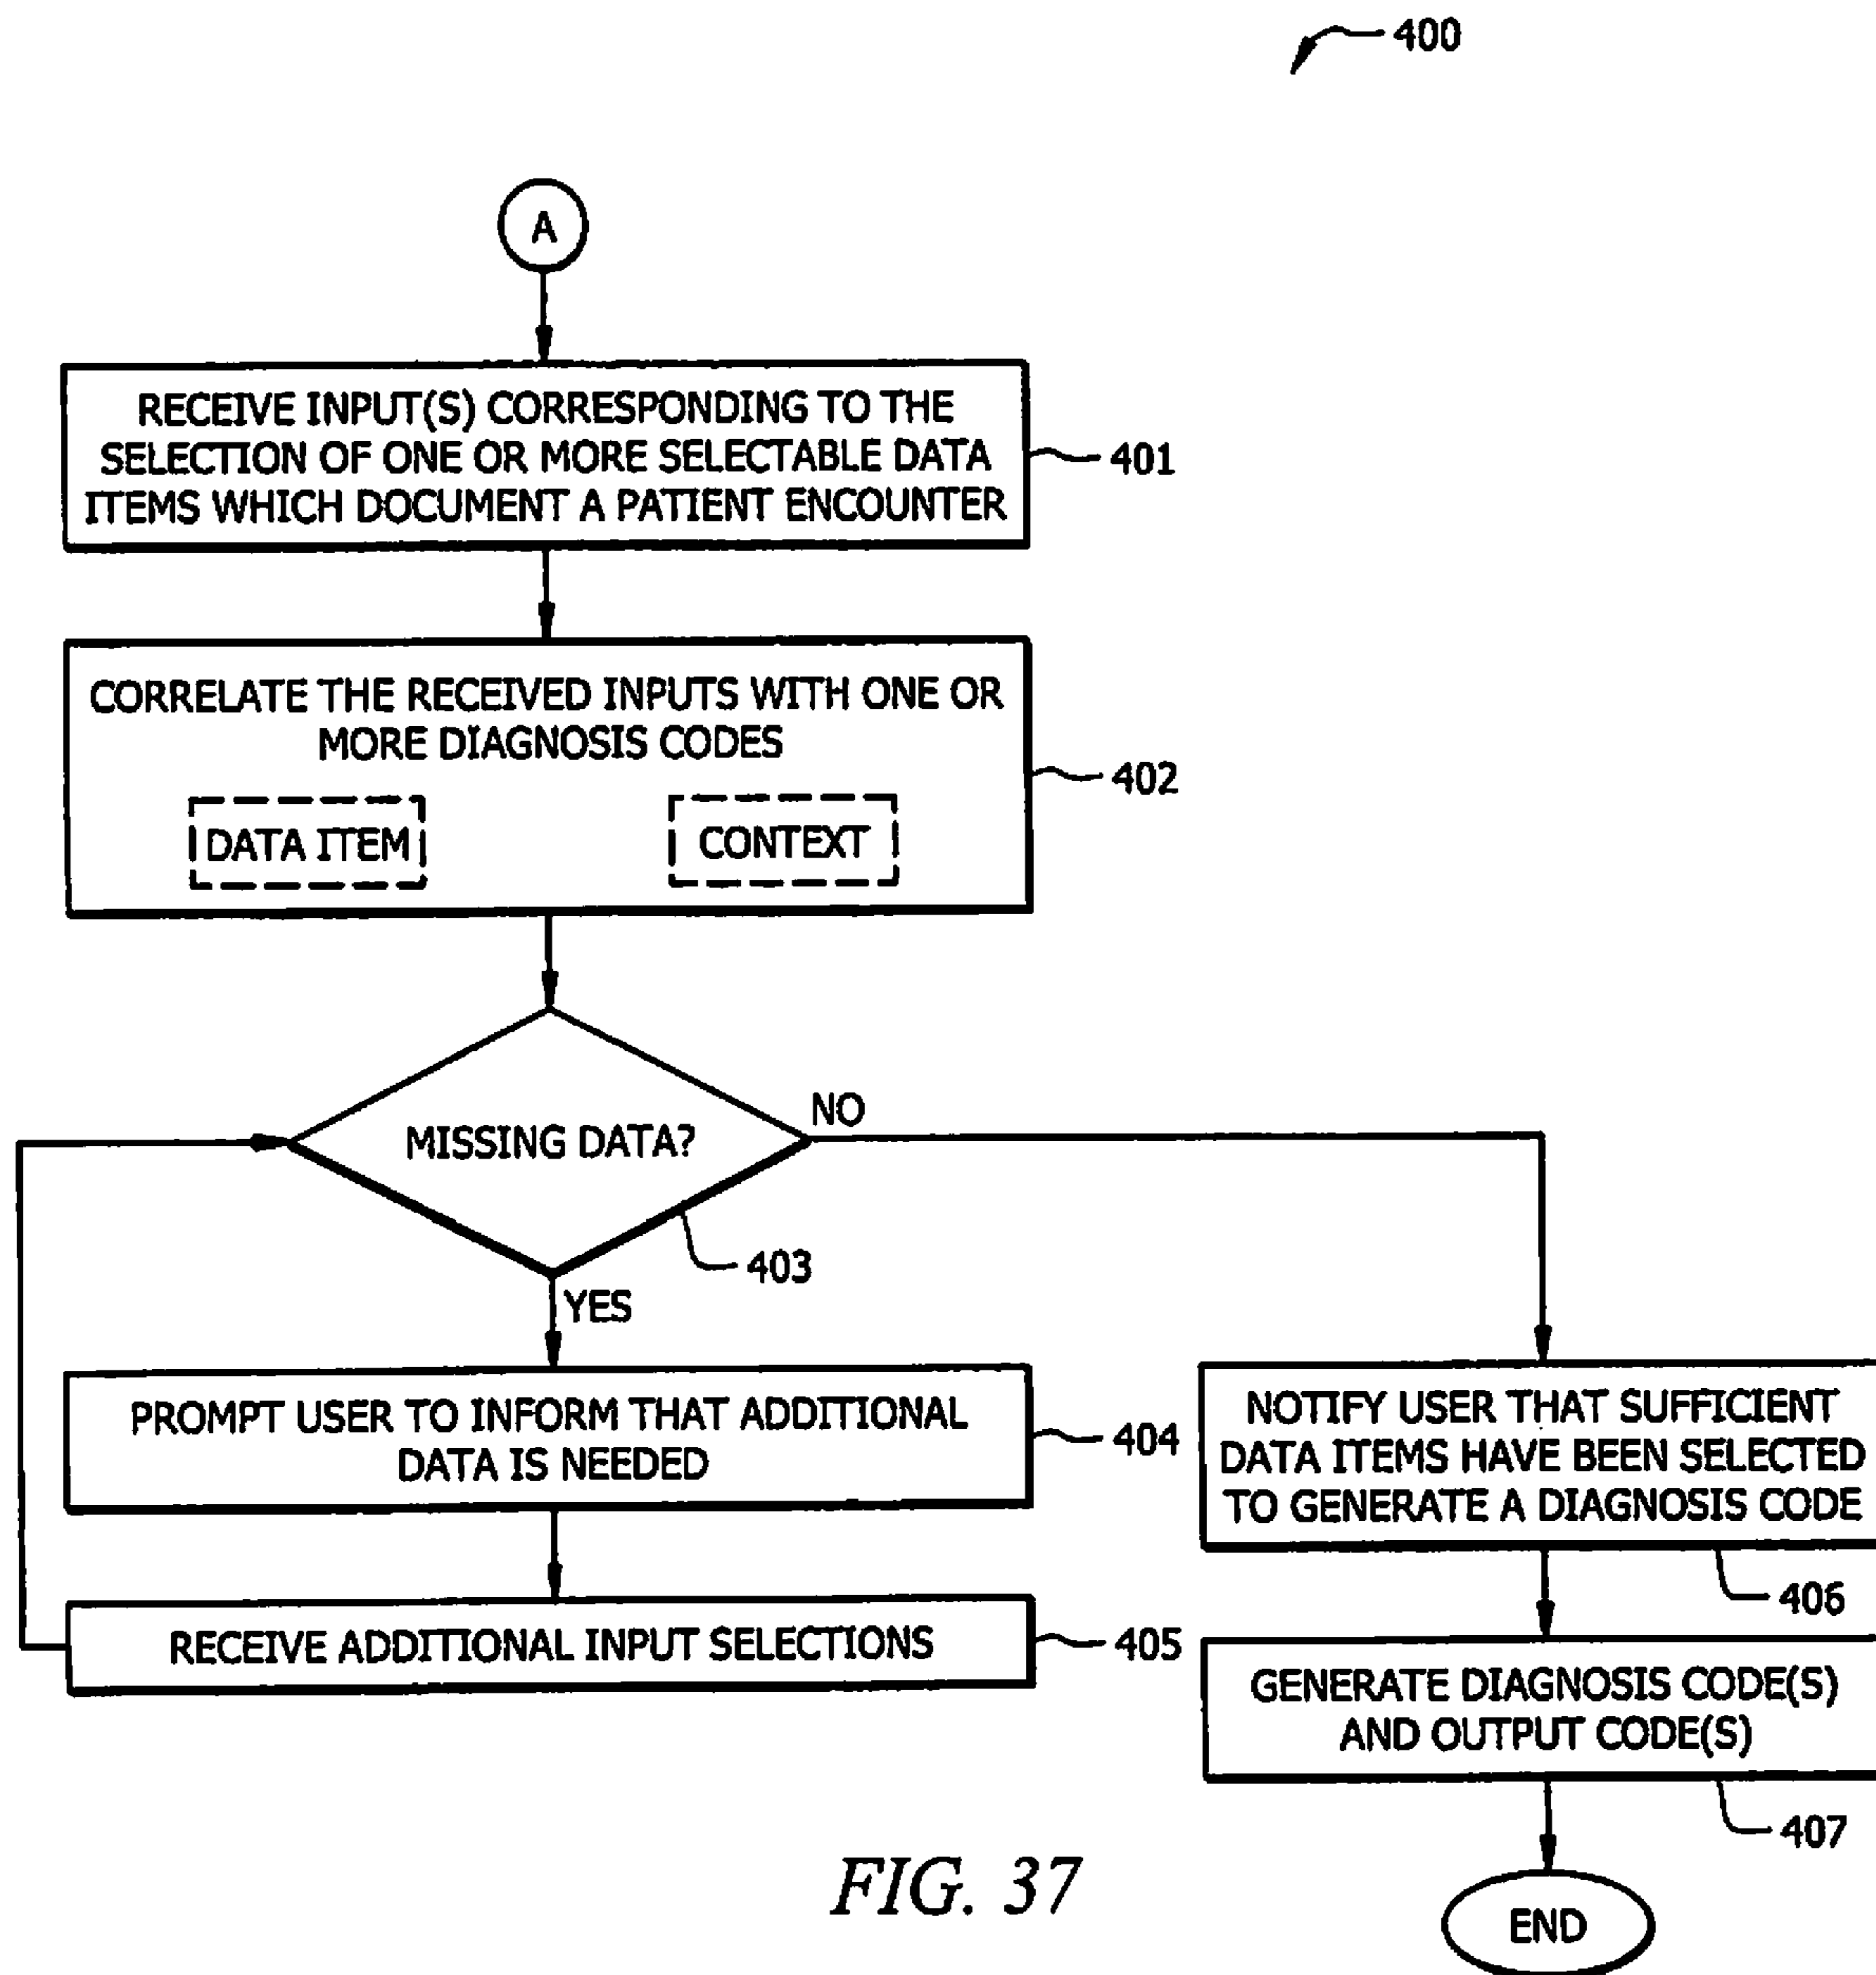 400
A
RECEIVE INPUT(S) CORRESPONDING TO THE
SELECTION OF ONE OR MORE SELECTABLE DATA
ITEMS WHICH DOCUMENT A PATIENT ENCOUNTER
401
CORRELATE THE RECEIVED INPUTS WITH ONE OR
MORE DIAGNOSIS CODES
402
DATA ITEM
CONTEXT
MISSING DATA?
NO
403
YES
PROMPT USER TO INFORM THAT ADDITIONAL
DATA IS NEEDED
404
RECEIVE ADDITIONAL INPUT SELECTIONS
405
NOTIFY USER THAT SUFFICIENT
DATA ITEMS HAVE BEEN SELECTED
TO GENERATE A DIAGNOSIS CODE
406
GENERATE DIAGNOSIS CODE(S)
AND OUTPUT CODE(S)
407
END
FIG. 37